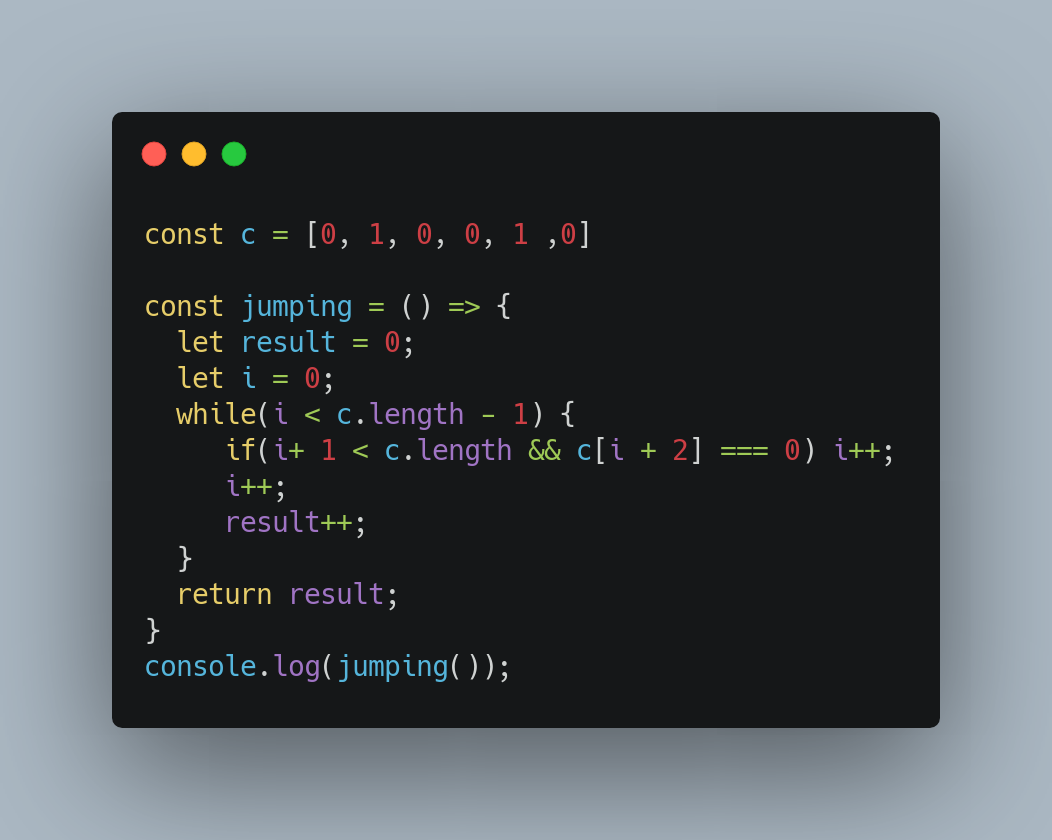 const c = [0, 1, 0, 0, 1 ,0]

const jumping = () => {
  let result = 0;
  let i = 0;
  while(i < c.length - 1) {
     if(i+ 1 < c.length && c[i + 2] === 0) i++;
     i++;
     result++;
  }
  return result;
}
console.log(jumping());